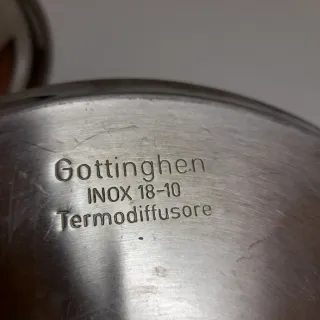 Gottinghen
INOX 18-10
Termodiffusore